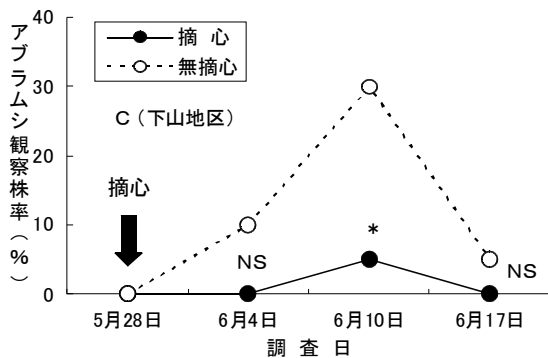 アブラムシ観察株率（%）
40
30
20
10
0
摘 心
無摘心
C（下山地区）
摘心
NS
*
NS
5月28日 6月4日 6月10日 6月17日
調 査 日